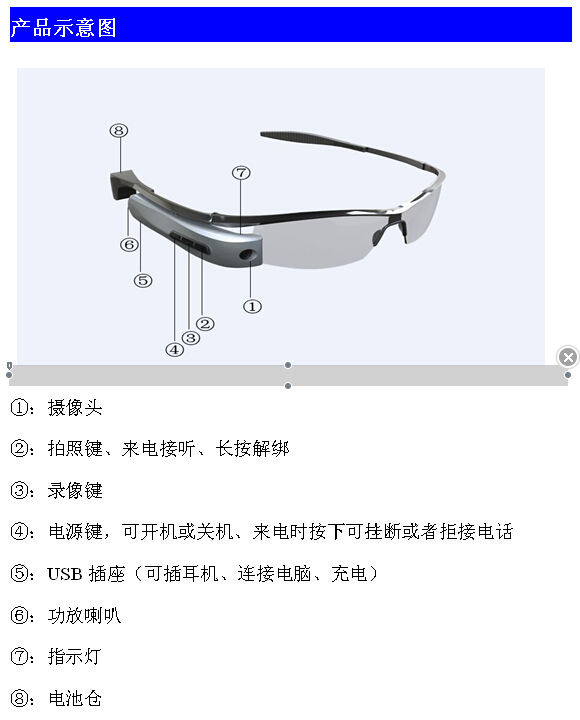 产品示意图
⑧
⑦
⑥
⑤
①
②
③
④
①：摄像头
②：拍照键、来电接听、长按解绑
③：录像键
④：电源键，可开机或关机、来电时按下可挂断或者拒接电话
⑤：USB 插座（可插耳机、连接电脑、充电）
⑥：功放喇叭
⑦：指示灯
⑧：电池仓